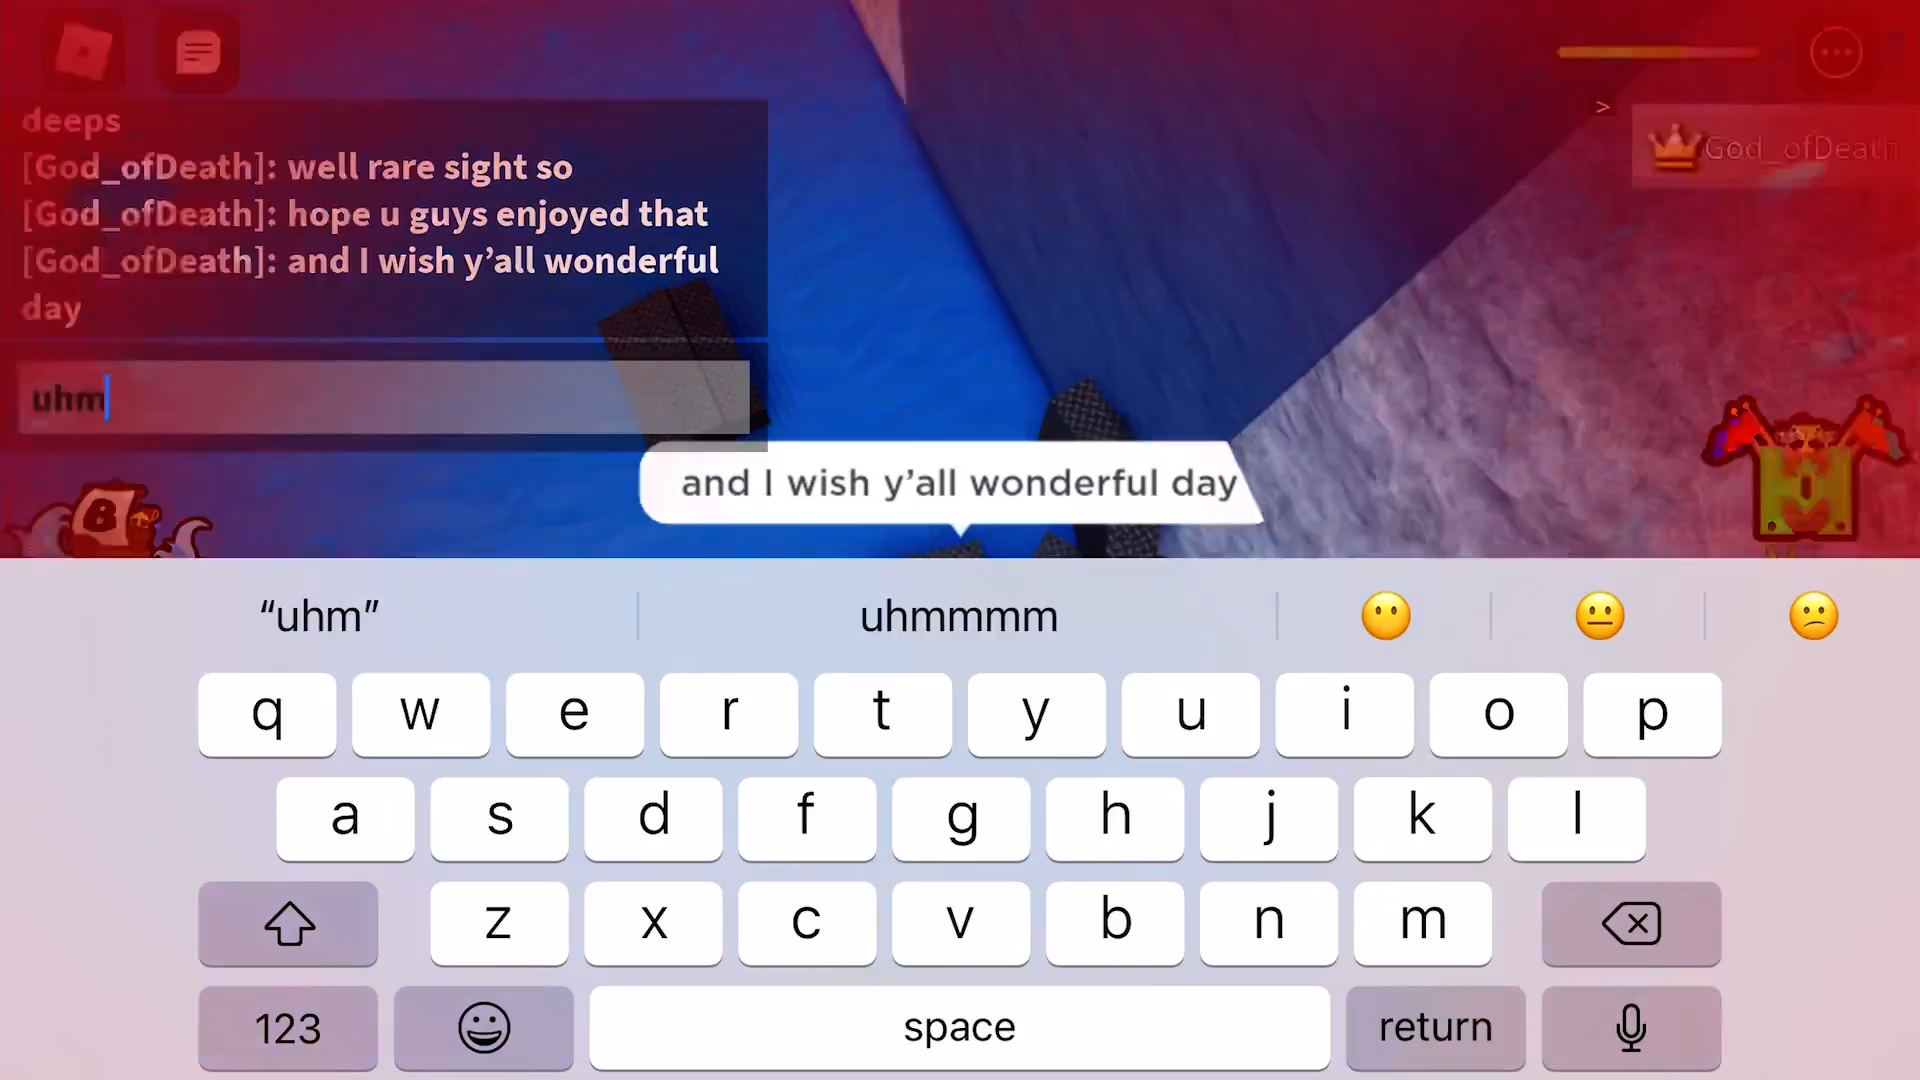 deeps
[God_ofDeath]: well rare sight so
[God_ofDeath]: hope u guys enjoyed that
[God_ofDeath]: and I wish y’all wonderful
day
uhm
>
God_ofDeath
B
and I wish y’all wonderful day
“uhm”
uhmmmm
q w e r t y u i o p
a s d f g h j k l
z x c v b n m
123
space
return